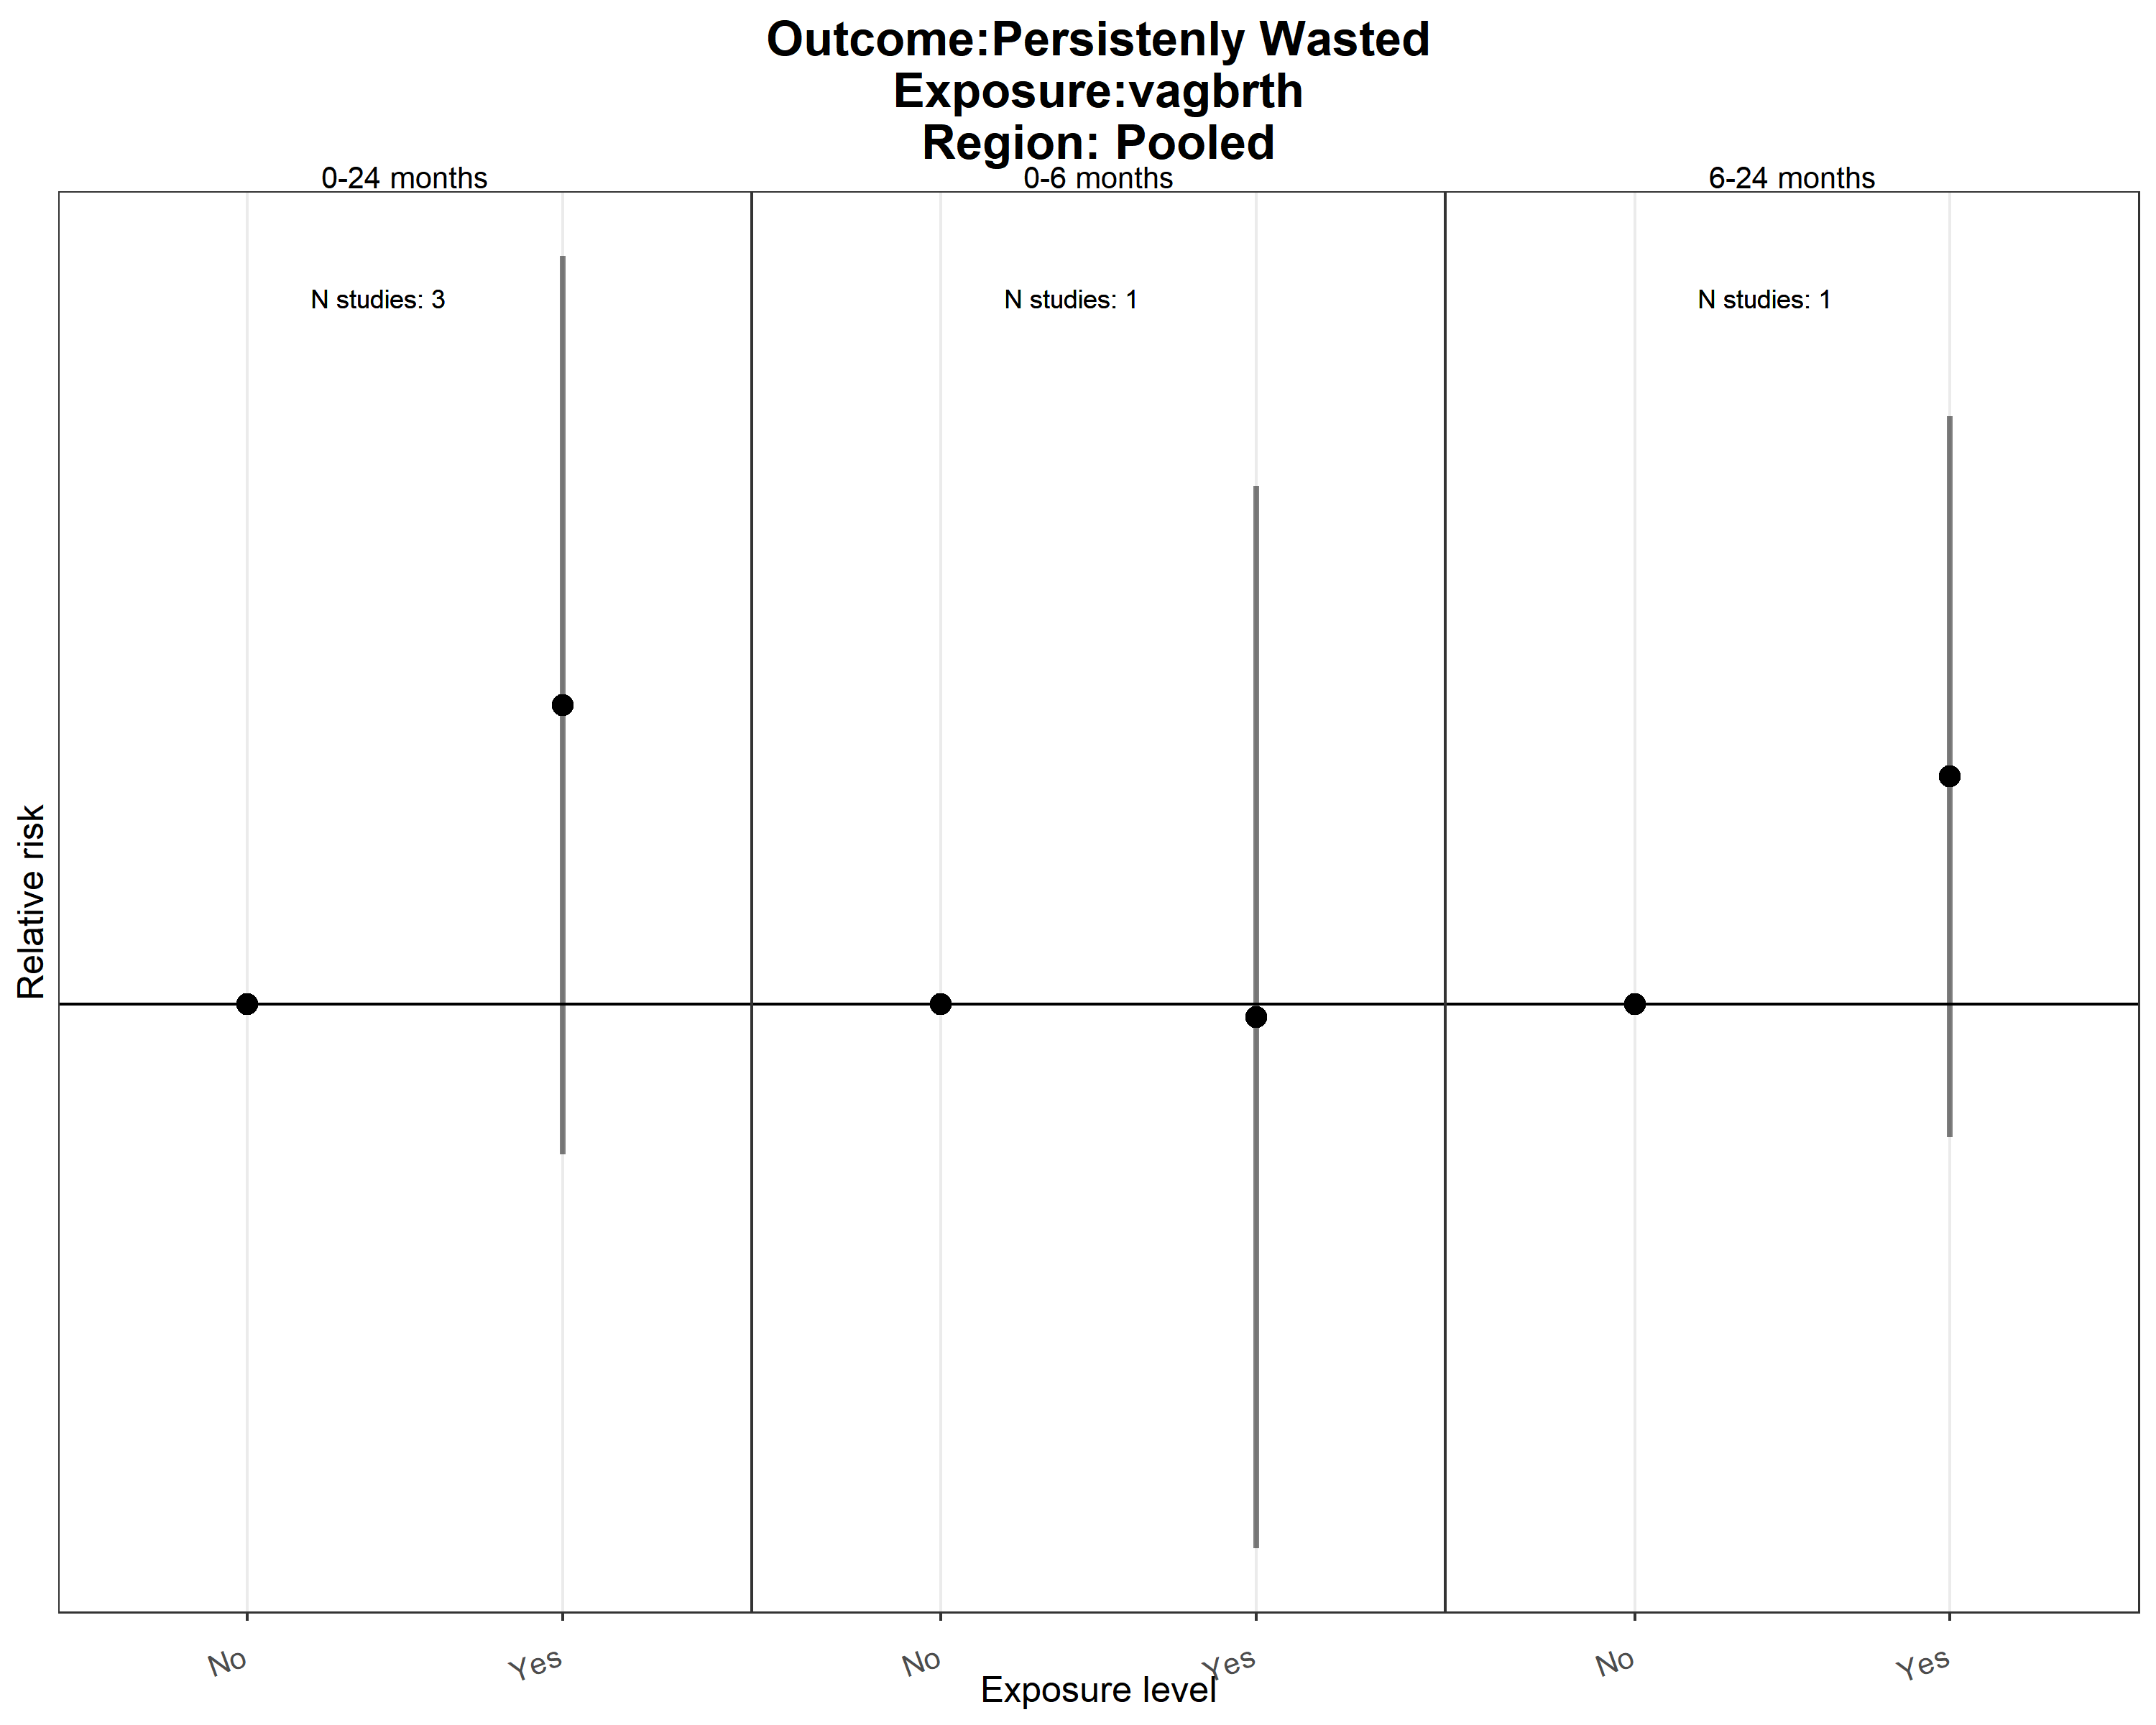 Outcome:Persistenly Wasted
Exposure:vagbrth
Region: Pooled
0-24 months
0-6 months
6-24 months
N studies: 3
N studies: 1
N studies: 1
Relative risk
No
Yes
No
Yes
No
Yes
Exposure level